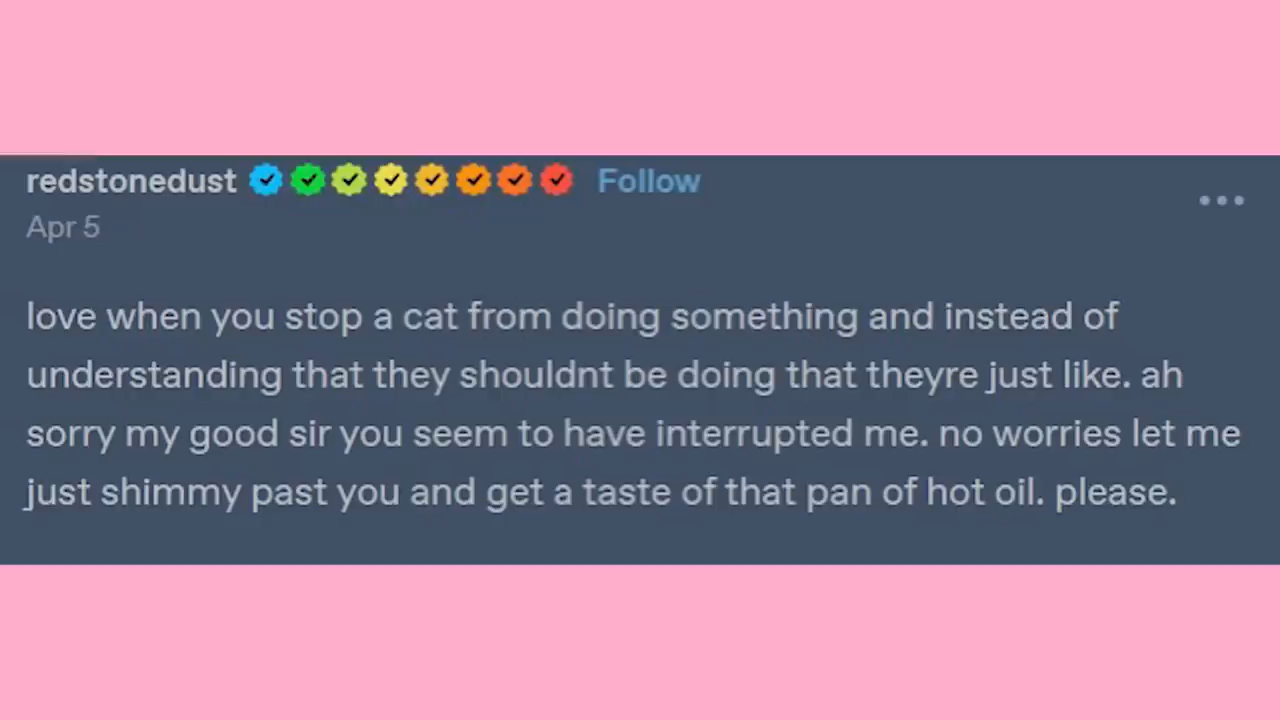 redstonedust Follow
Apr 5
love when you stop a cat from doing something and instead of
understanding that they shouldnt be doing that theyre just like. ah
sorry my good sir you seem to have interrupted me. no worries let me
just shimmy past you and get a taste of that pan of hot oil. please.